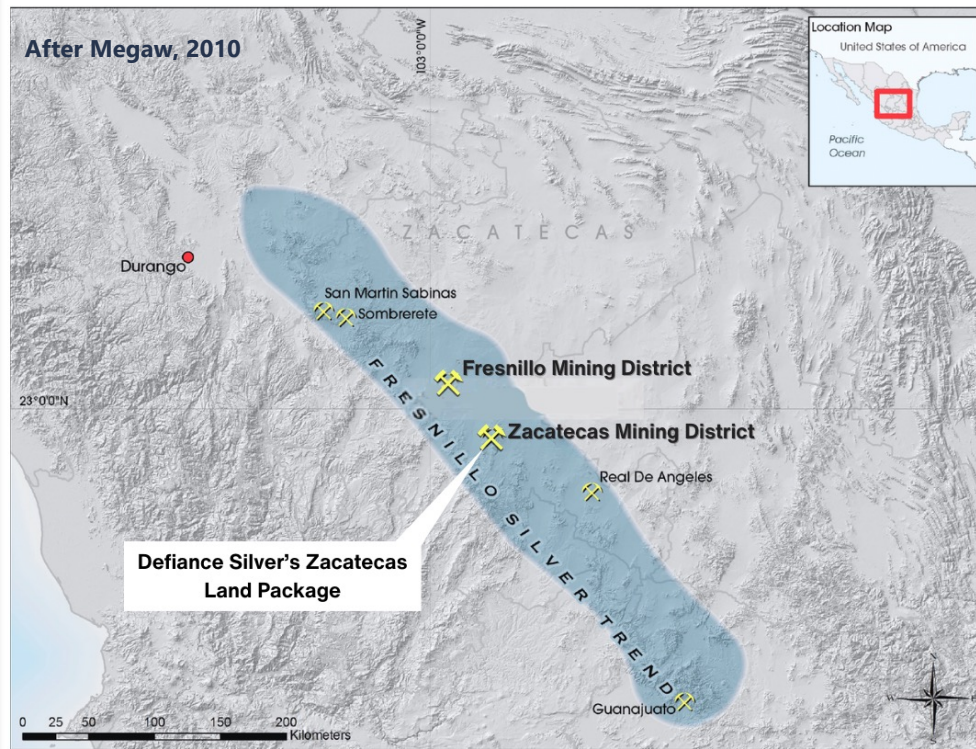 After Megaw, 2010
103°0'0"W
Location Map
United States of America
Pacific
Ocean
ZACATECAS
Durango
San Martin Sabinas
Sombrerete
Fresnillo Mining District
23°0'0"N
Zacatecas Mining District
Real De Angeles
FRESNILLO SILVER TREND
Defiance Silver's Zacatecas
Land Package
Guanajuato
N
W
E
S
0 25 50 100 150 200
Kilometers